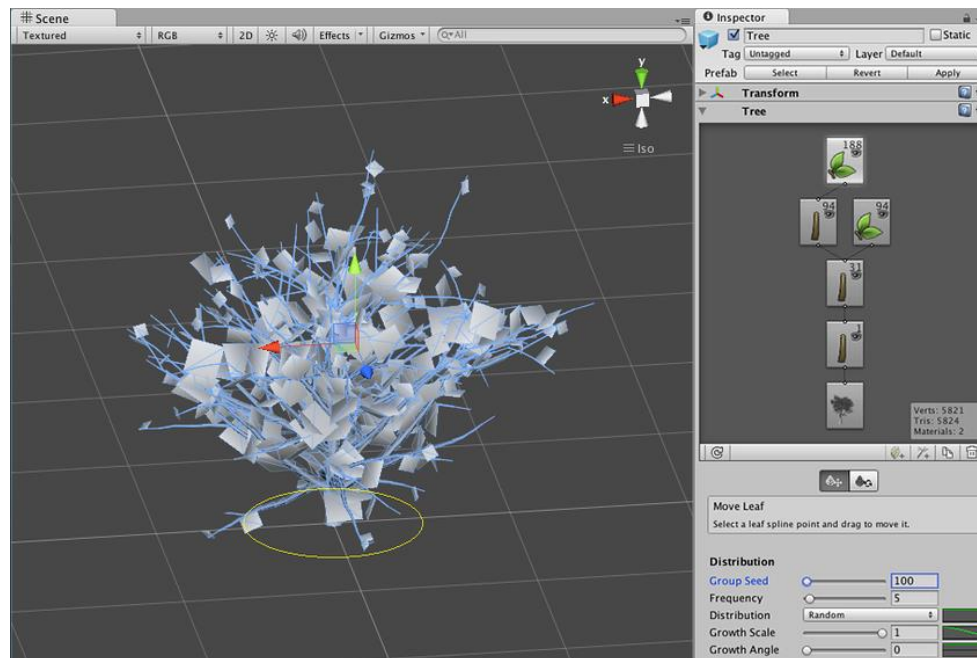 Scene
Textured RGB 2D Effects Gizmos All
y
x
Iso
Inspector
Tree Static
Tag Untagged Layer Default
Prefab Select Revert Apply
Transform
Tree
188
94 94
31
1
Verts: 5821
Tris: 5824
Materials: 2
Move Leaf
Select a leaf spline point and drag to move it.
Distribution
Group Seed 100
Frequency 5
Distribution Random
Growth Scale 1
Growth Angle 0